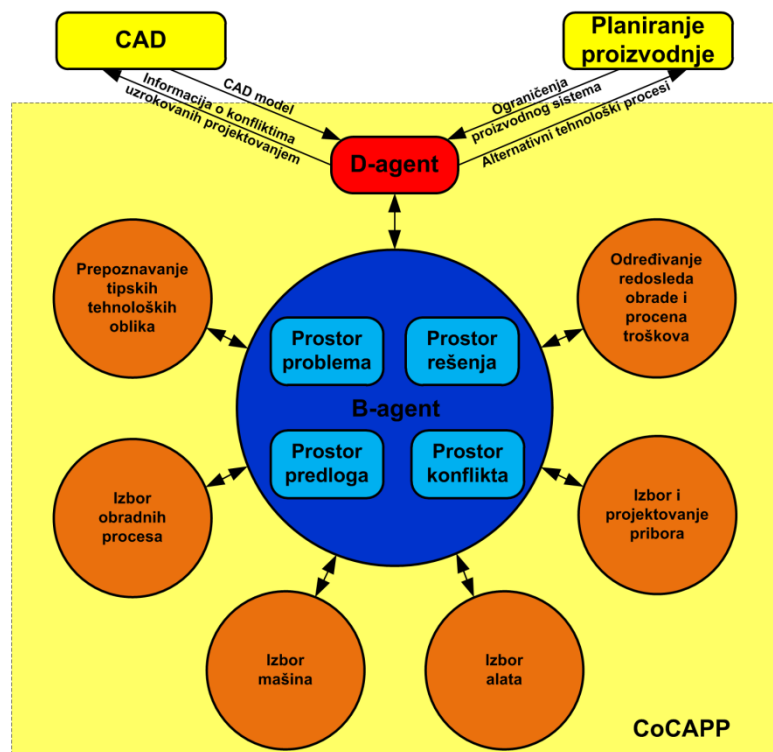 CAD
Planiranje
proizvodnje
CAD model
Informacija o konfliktima
uzrokovanih projektovanjem
Ograničenja
proizvodnog sistema
Alternativni tehnološki procesi
D-agent
Prepoznavanje
tipskih
tehnoloških
oblika
Određivanje
redosleda
obrade i
procena
troškova
Prostor
problema
Prostor
rešenja
B-agent
Prostor
predloga
Prostor
konflikta
Izbor
obradnih
procesa
Izbor i
projektovanje
pribora
Izbor
mašina
Izbor
alata
CoCAPP